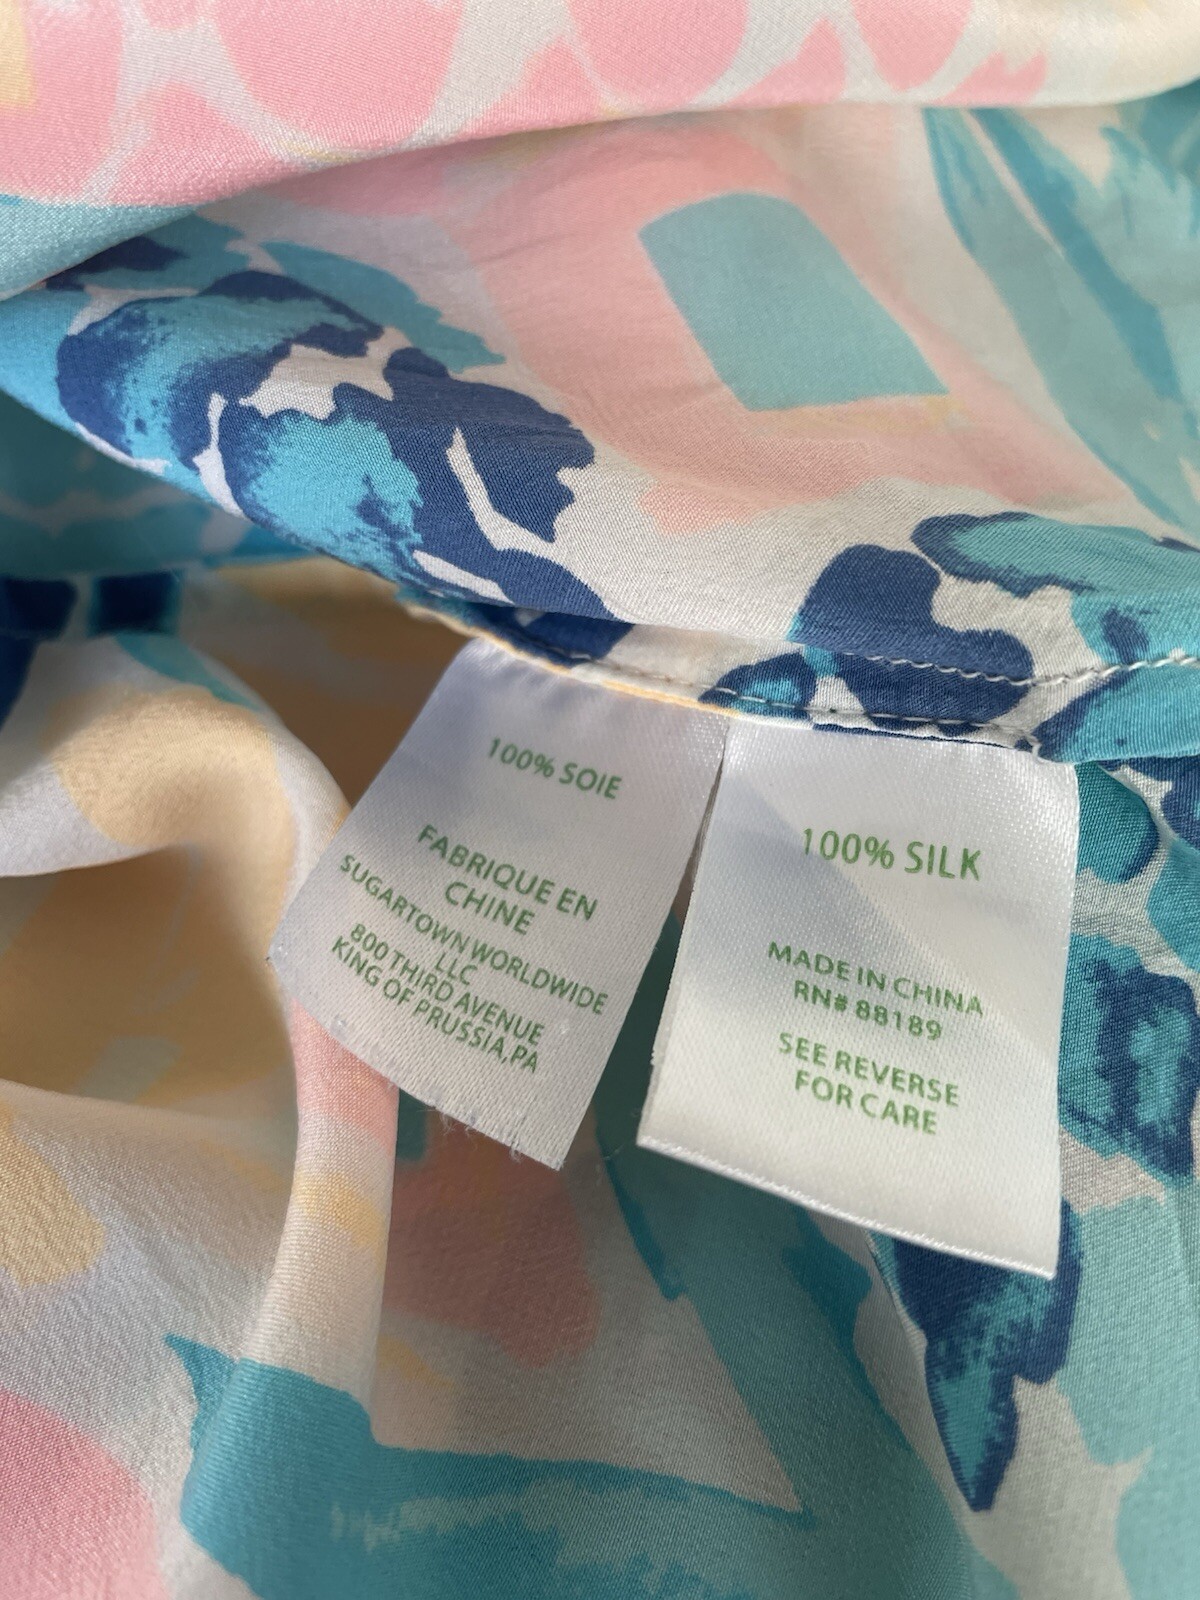 100% SOIE
FABRIQUE EN
CHINE
SUGARTOWN WORLDWIDE
LLC
800 THIRD AVENUE
KING OF PRUSSIA,PA
100% SILK
MADE IN CHINA
RN# 88189
SEE REVERSE
FOR CARE